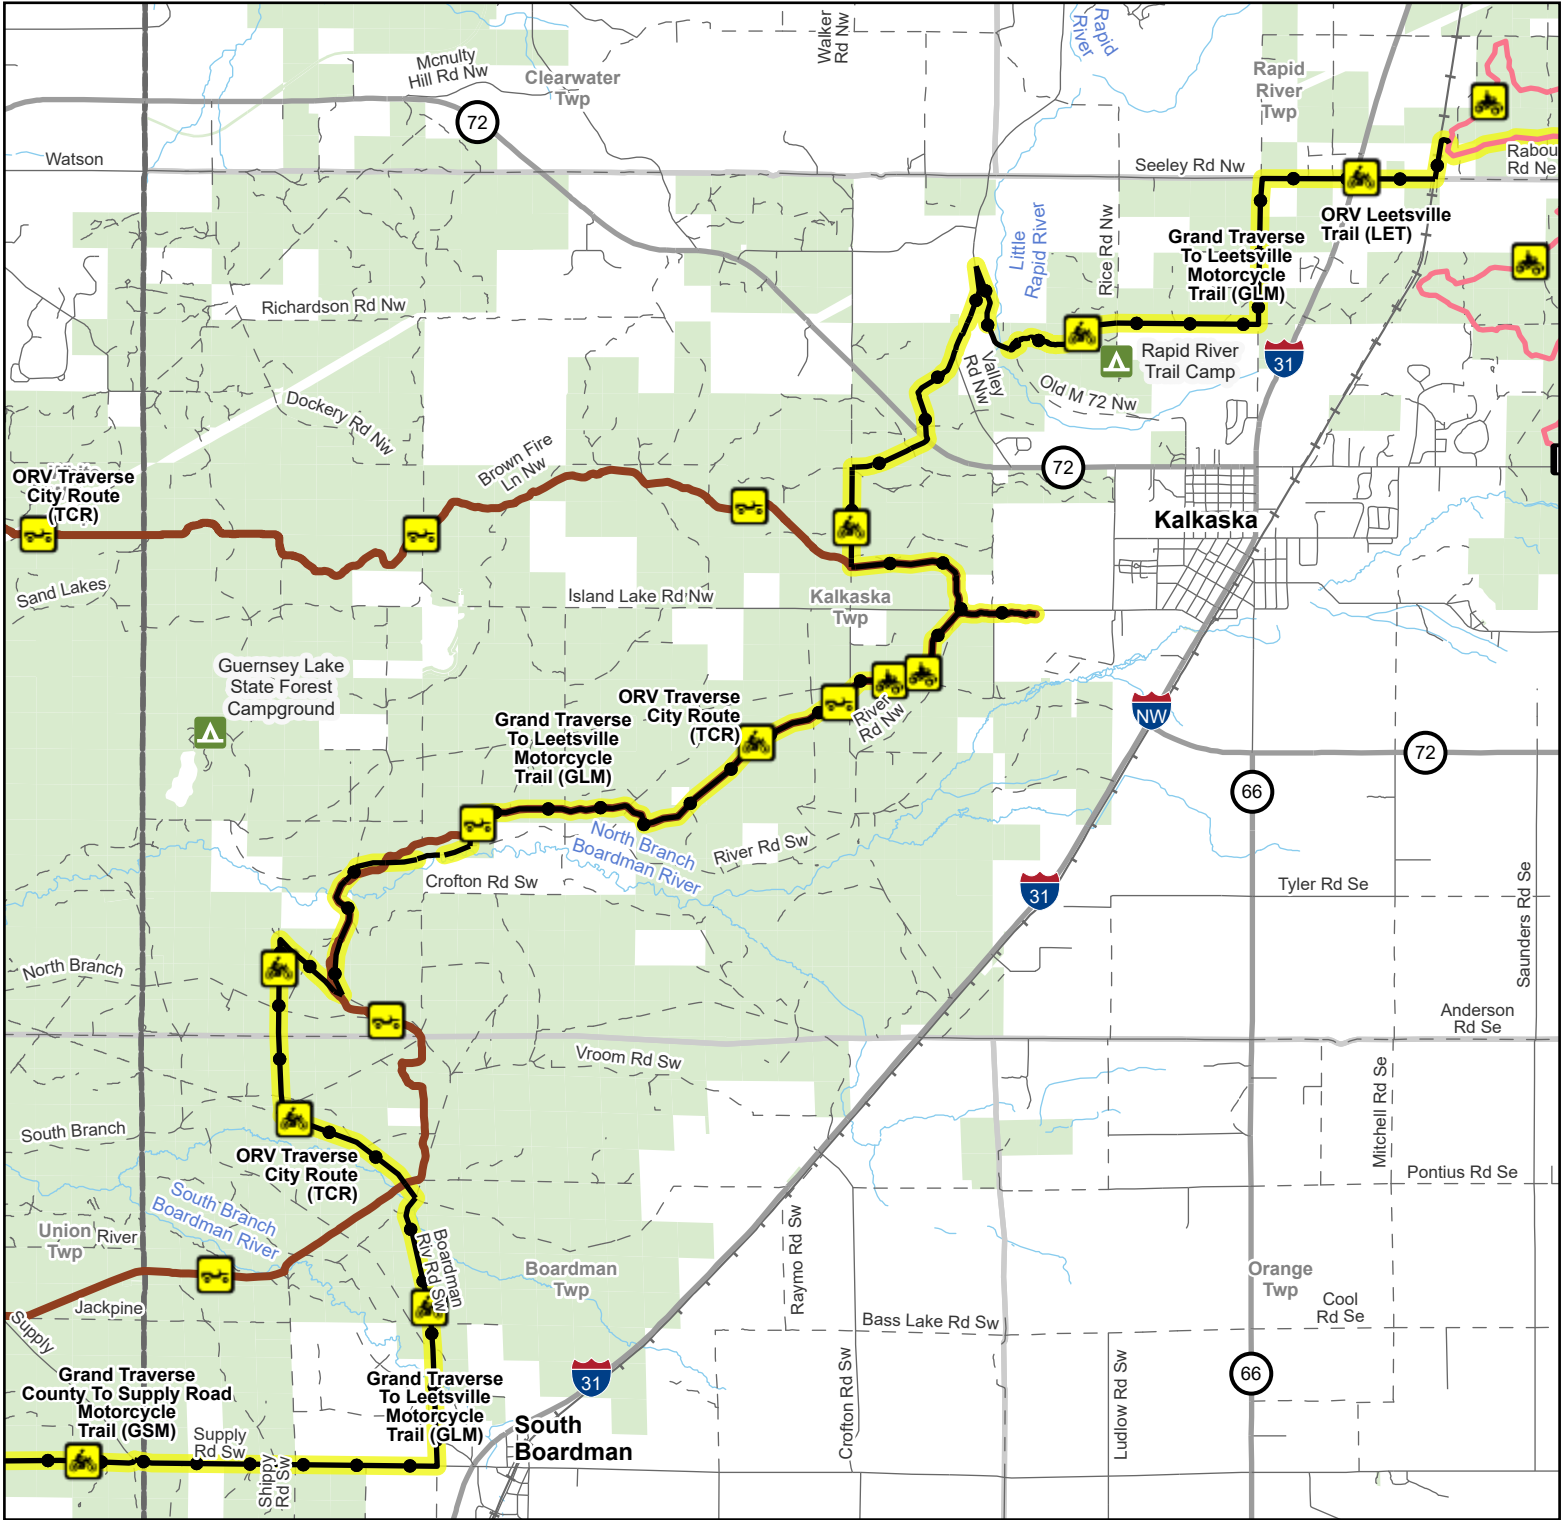 Mcnulty
Hill Rd Nw
Clearwater
Twp
Walker
Rd Nw
Rapid
River
Rapid
River
Twp
72
Watson
Seeley Rd Nw
Rabou
Rd Ne
ORV Leetsville
Trail (LET)
Grand Traverse
To Leetsville
Motorcycle
Trail (GLM)
Little
Rapid River
Rice Rd Nw
Richardson Rd Nw
Rapid River
Trail Camp
31
Valley
Rd Nw
Old M 72 Nw
Dockery Rd Nw
Brown Fire
Ln Nw
72
ORV Traverse
City Route
(TCR)
Kalkaska
Sand Lakes
Island Lake Rd Nw
Kalkaska
Twp
Guernsey Lake
State Forest
Campground
ORV Traverse
City Route
(TCR)
River
Rd Nw
Grand Traverse
To Leetsville
Motorcycle
Trail (GLM)
NW
72
66
North Branch
Boardman River
River Rd Sw
Crofton Rd Sw
31
Tyler Rd Se
Saunders Rd Se
North Branch
Anderson
Rd Se
Vroom Rd Sw
Mitchell Rd Se
South Branch
ORV Traverse
City Route
(TCR)
Pontius Rd Se
South Branch
Boardman River
Union
Twp
River
Boardman
Riv Rd Sw
Raymo Rd Sw
Boardman
Twp
Orange
Twp
Jackpine
Cool
Rd Se
Supply
Bass Lake Rd Sw
Grand Traverse
County To Supply Road
Motorcycle
Trail (GSM)
Grand Traverse
To Leetsville
Motorcycle
Trail (GLM)
31
66
Crofton Rd Sw
Ludlow Rd Sw
South
Boardman
Supply
Rd Sw
Shippy
Rd Sw